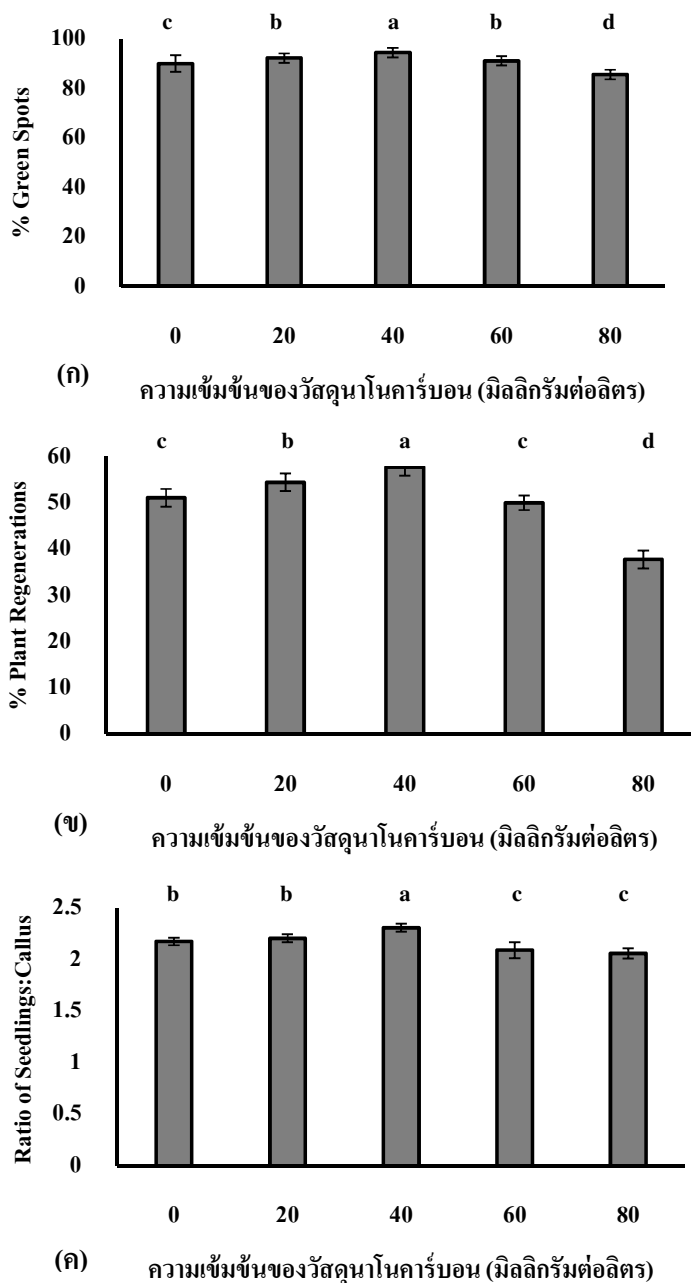 c b a b d
100
80
60
40
20
0
% Green Spots
0 20 40 60 80
(ก) ความเข้มข้นของวัสดุนาโนคาร์บอน (มิลลิกรัมต่อลิตร)
c b a c d
60
50
40
30
20
10
0
% Plant Regenerations
0 20 40 60 80
(ข) ความเข้มข้นของวัสดุนาโนคาร์บอน (มิลลิกรัมต่อลิตร)
b b a c c
2.5
2
1.5
1
0.5
0
Ratio of Seedlings:Callus
0 20 40 60 80
(ค) ความเข้มข้นของวัสดุนาโนคาร์บอน (มิลลิกรัมต่อลิตร)